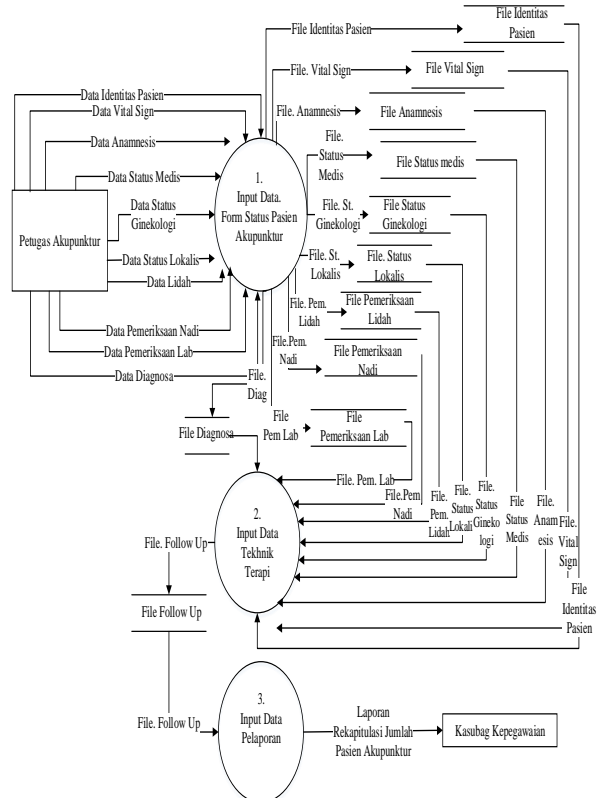 File Identitas
Pasien
File Identitas Pasien
File. Vital Sign
File Vital Sign
Data Identitas Pasien
Data Vital Sign
File. Anamnesis
File Anamnesis
Data Anamnesis
File.
Status
Medis
File Status medis
Data Status Medis
1.
Input Data.
Form Status Pasien
Akupunktur
Data Status
Ginekologi
File. St.
Ginekologi
File Status
Ginekologi
Petugas Akupunktur
Data Status Lokalis
File. St.
Lokalis
File. Status
Lokalis
Data Lidah
File. Pem.
Lidah
File Pemeriksaan
Lidah
Data Pemeriksaan Nadi
File.Pem.
Nadi
File Pemeriksaan
Nadi
Data Pemeriksaan Lab
Data Diagnosa
File.
Diag
File Diagnosa
File
Pem Lab
File
Pemeriksaan Lab
File. Pem. Lab
File.Pem
Nadi
File.
Pem.
Lidah
File.
Status
Lokali
File.
Status
Gineko
logi
File
Status
Medis
File.
Anam
esis
File.
Vital
Sign
File
Identitas
Pasien
2.
Input Data
Tekhnik
Terapi
File. Follow Up
File Follow Up
File. Follow Up
3.
Input Data
Pelaporan
Laporan
Rekapitulasi Jumlah
Pasien Akupunktur
Kasubag Kepegawaian